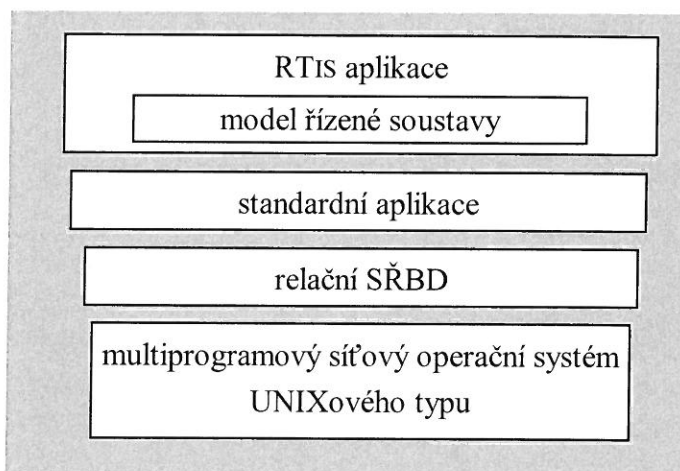 RTIS aplikace
model řízené soustavy
standardní aplikace
relační SŘBD
multiprogramový síťový operační systém
UNIXového typu